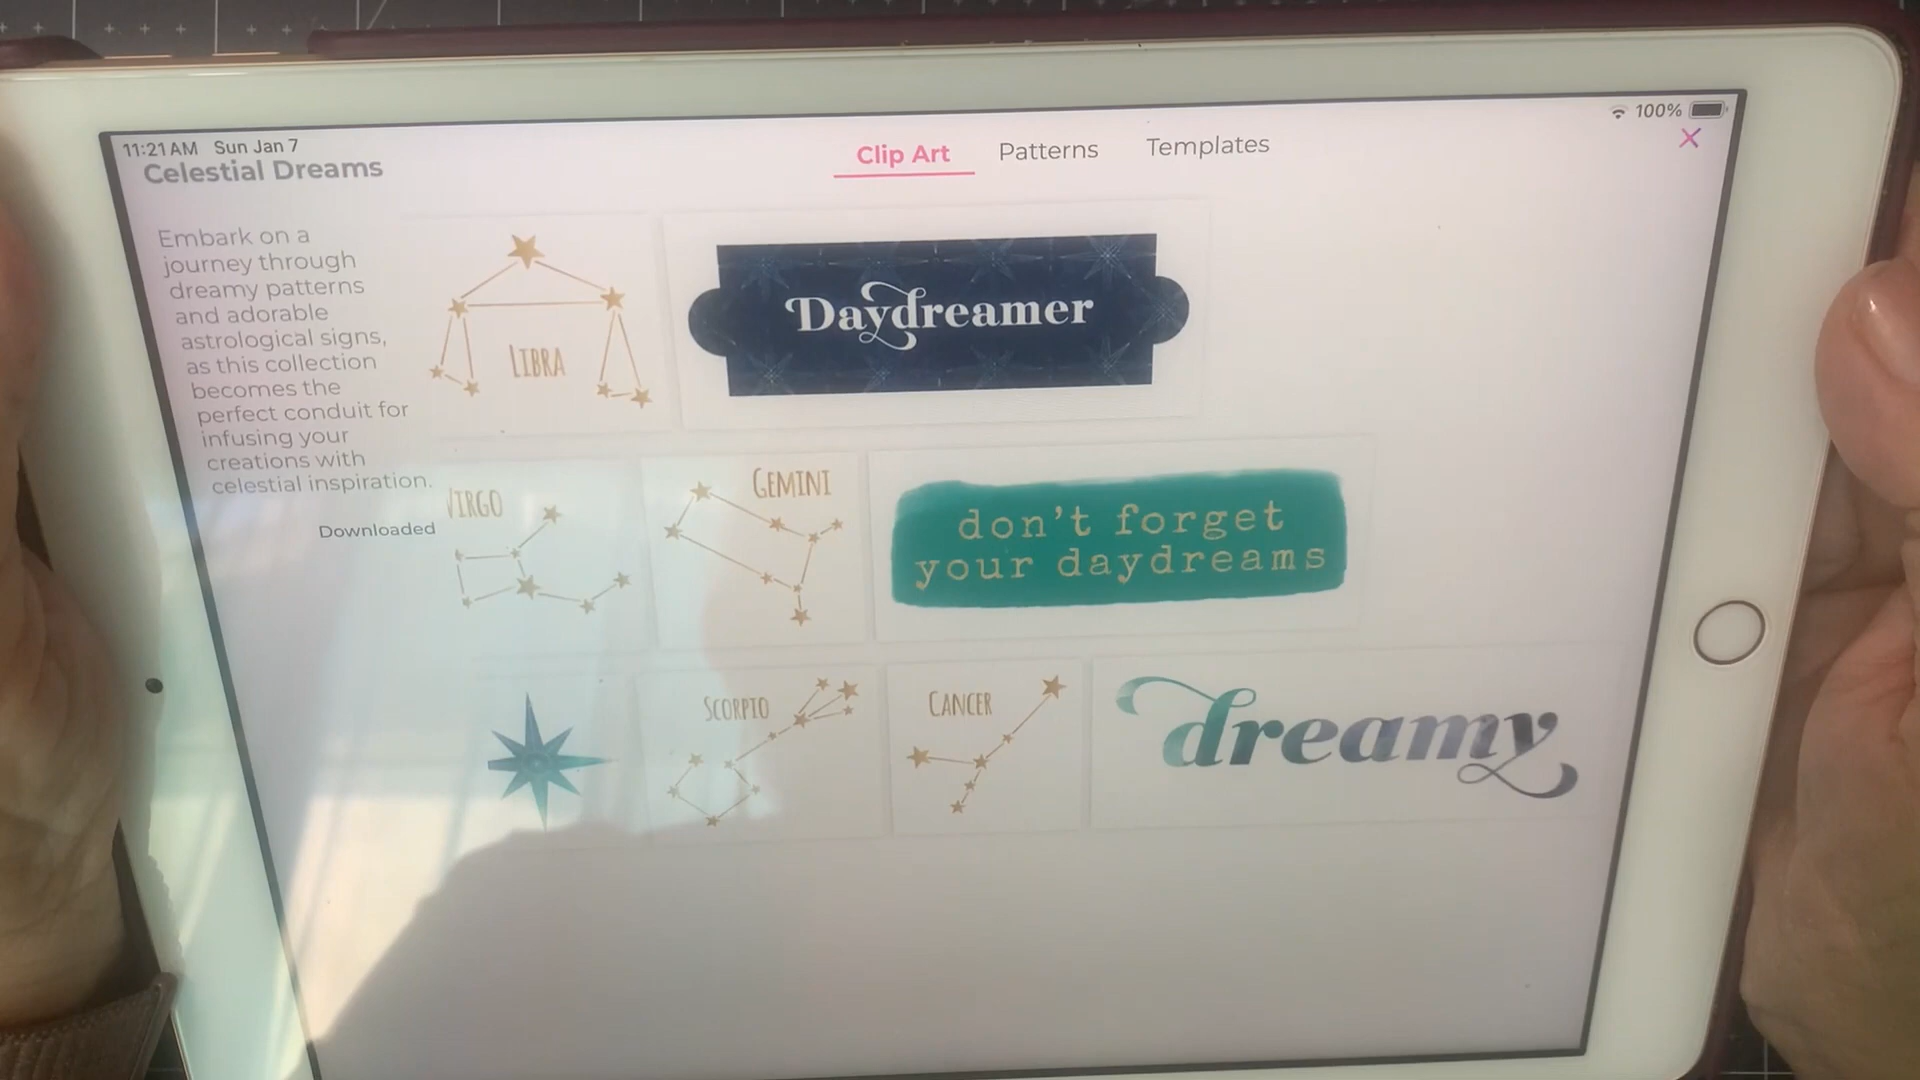 11:21 AM Sun Jan 7
100%
Celestial Dreams
Clip Art
Patterns
Templates
Embark on a
journey through
dreamy patterns
and adorable
astrological signs,
as this collection
becomes the
perfect conduit for
infusing your
creations with
celestial inspiration.
Downloaded
LIBRA
Daydreamer
VIRGO
GEMINI
don't forget
your daydreams
SCORPIO
CANCER
dreamy